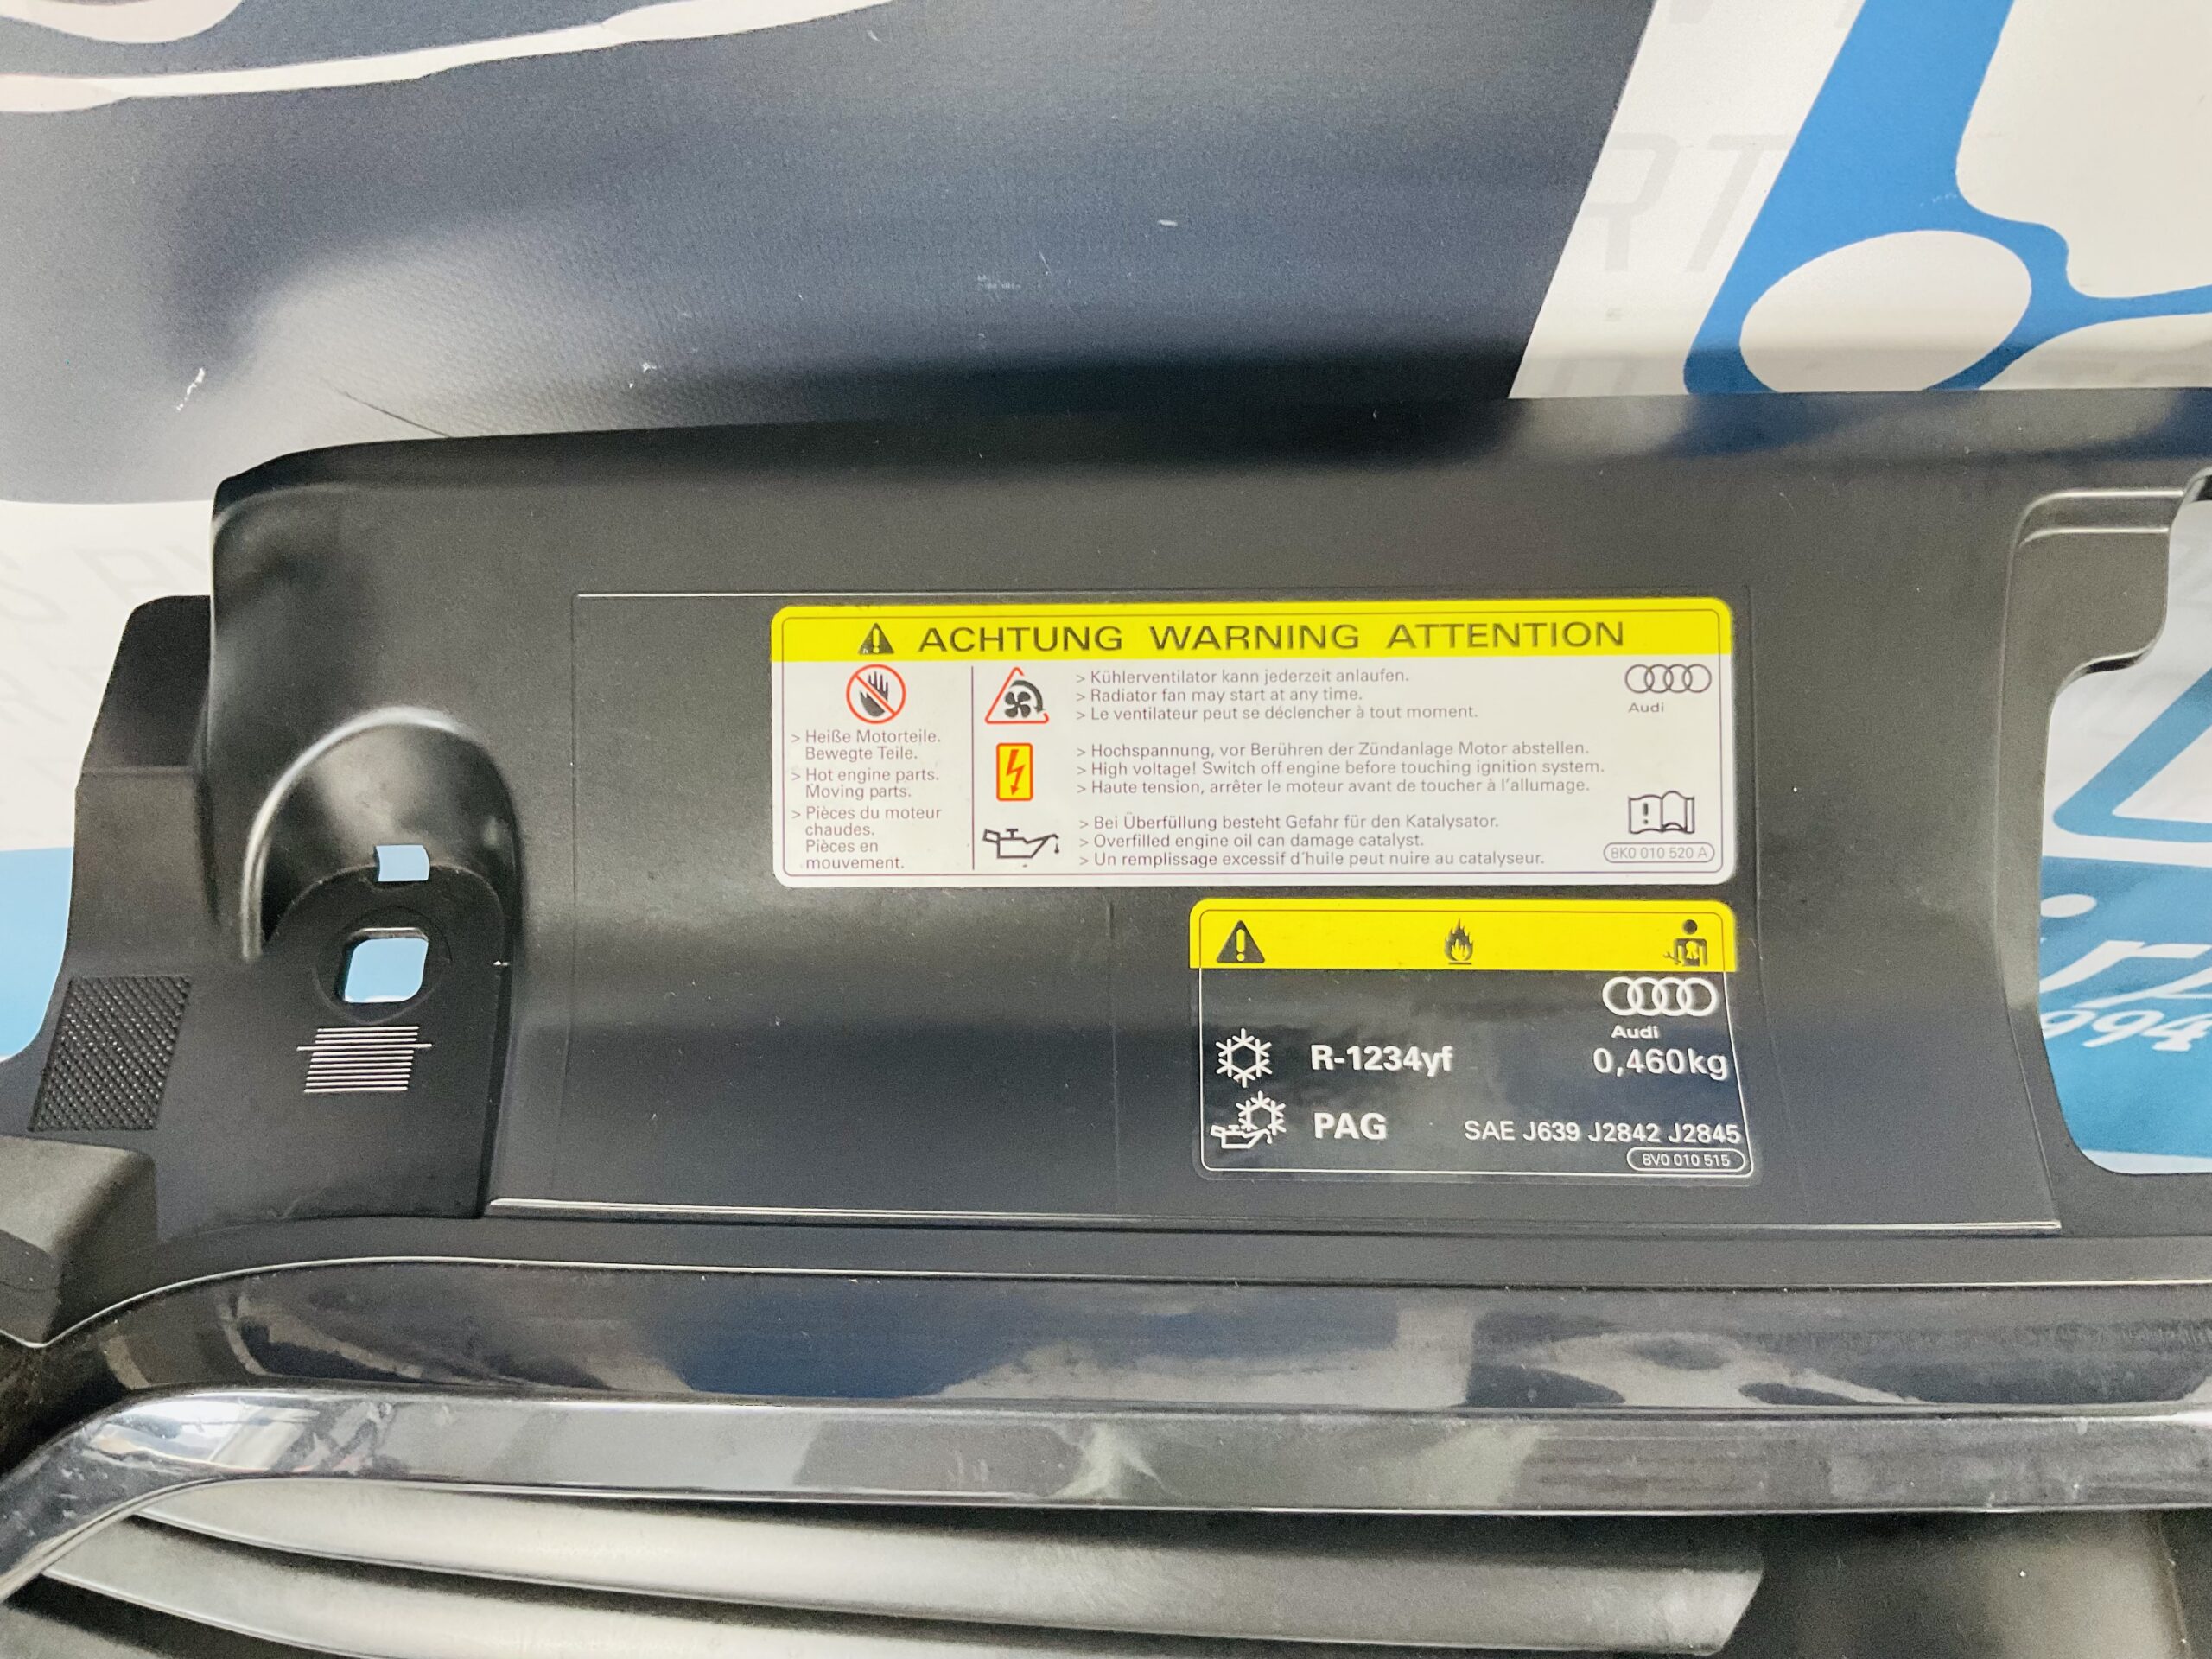 ACHTUNG WARNING ATTENTION
> Heiße Motorteile.
Bewegte Teile.
> Hot engine parts.
Moving parts.
> Pièces du moteur
chaudes.
Pièces en
mouvement.
> Kühlerventilator kann jederzeit anlaufen.
> Radiator fan may start at any time.
> Le ventilateur peut se déclencher à tout moment.
> Hochspannung, vor Berühren der Zündanlage Motor abstellen.
> High voltage! Switch off engine before touching ignition system.
> Haute tension, arrêter le moteur avant de toucher à l'allumage.
> Bei Überfüllung besteht Gefahr für den Katalysator.
> Overfilled engine oil can damage catalyst.
> Un remplissage excessif d'huile peut nuire au catalyseur.
Audi
8K0 010 520 A
Audi
R-1234yf 0,460kg
PAG SAE J639 J2842 J2845
8V0 010 515
994